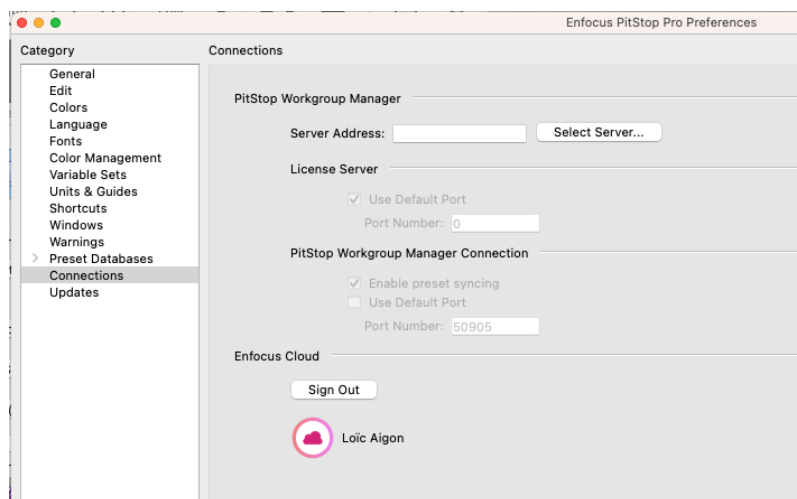 Enfocus PitStop Pro Preferences
Category
General
Edit
Colors
Language
Fonts
Color Management
Variable Sets
Units & Guides
Shortcuts
Windows
Warnings
Preset Databases
Connections
Updates
Connections
PitStop Workgroup Manager
Server Address:
Select Server...
License Server
Use Default Port
Port Number: 0
PitStop Workgroup Manager Connection
Enable preset syncing
Use Default Port
Port Number: 50905
Enfocus Cloud
Sign Out
Loïc Aigon